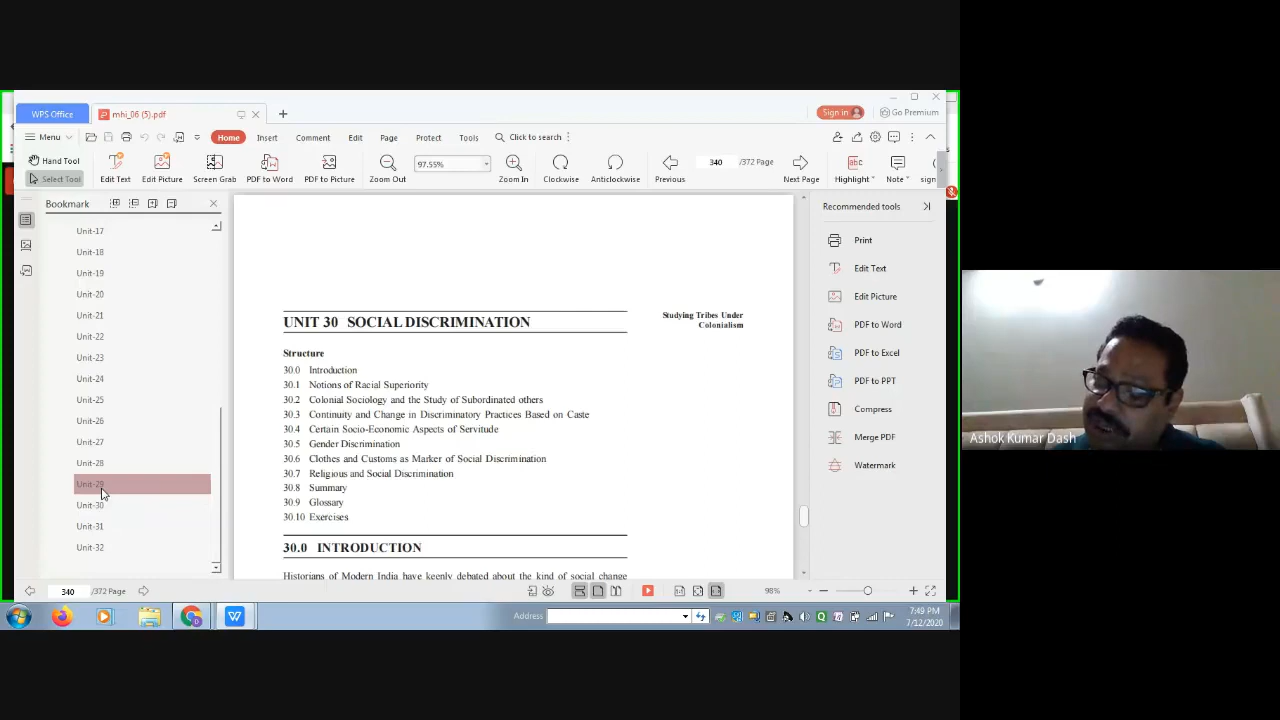 WPS Office
mhi_06 (5).pdf
Sign in
Go Premium
Menu
Home
Insert
Comment
Edit
Page
Protect
Tools
Click to search
Hand Tool
Select Tool
Edit Text
Edit Picture
Screen Grab
PDF to Word
PDF to Picture
Zoom Out
97.55%
Zoom In
Clockwise
Anticlockwise
Previous
340
/372 Page
Next Page
Highlight
Note
sign
Bookmark
Unit-17
Unit-18
Unit-19
Unit-20
Unit-21
Unit-22
Unit-23
Unit-24
Unit-25
Unit-26
Unit-27
Unit-28
Unit-29
Unit-30
Unit-31
Unit-32
UNIT 30 SOCIAL DISCRIMINATION
Studying Tribes Under
Colonialism
Structure
30.0 Introduction
30.1 Notions of Racial Superiority
30.2 Colonial Sociology and the Study of Subordinated others
30.3 Continuity and Change in Discriminatory Practices Based on Caste
30.4 Certain Socio-Economic Aspects of Servitude
30.5 Gender Discrimination
30.6 Clothes and Customs as Marker of Social Discrimination
30.7 Religious and Social Discrimination
30.8 Summary
30.9 Glossary
30.10 Exercises
30.0 INTRODUCTION
Historians of Modern India have keenly debated about the kind of social change
Recommended tools
Print
Edit Text
Edit Picture
PDF to Word
PDF to Excel
PDF to PPT
Compress
Merge PDF
Watermark
340
/372 Page
98%
Address
7:49 PM
7/12/2020
Ashok Kumar Dash